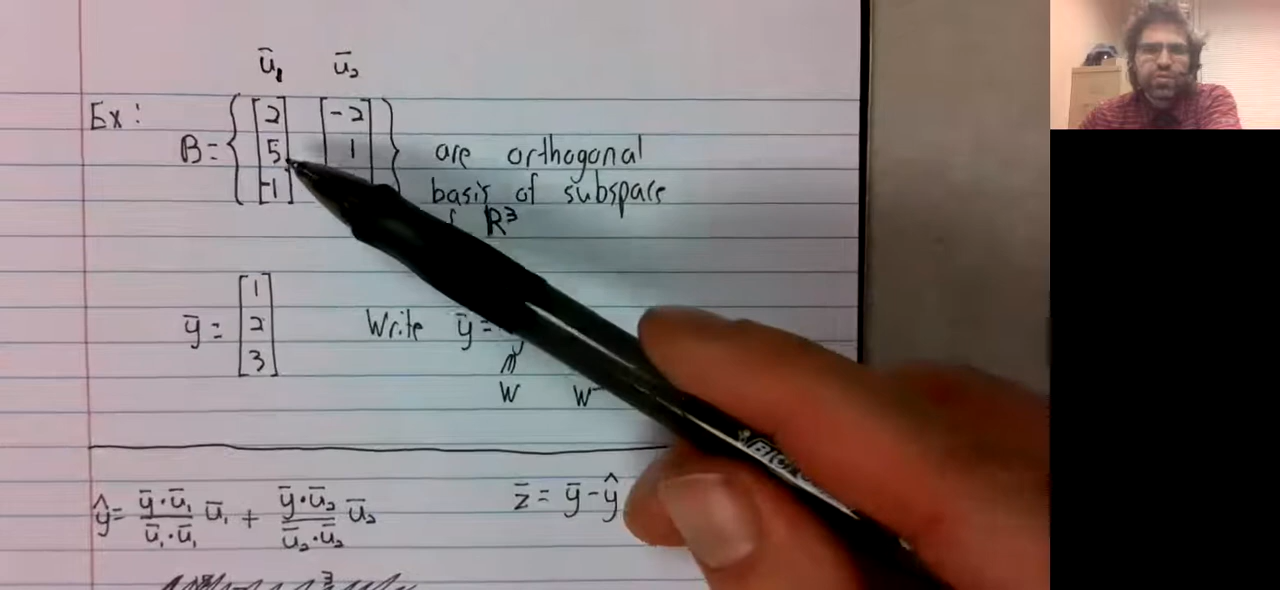 ū₁ ū₂
Ex:
B = { [2 5 -1] [-2 1 } are orthogonal
basis of subspace
R³
ȳ = [1 2 3] Write ȳ =
W W
ŷ = ȳ·ū₁/ū₁·ū₁ ū₁ + ȳ·ū₂/ū₂·ū₂ ū₂ z̄ = ȳ - ŷ